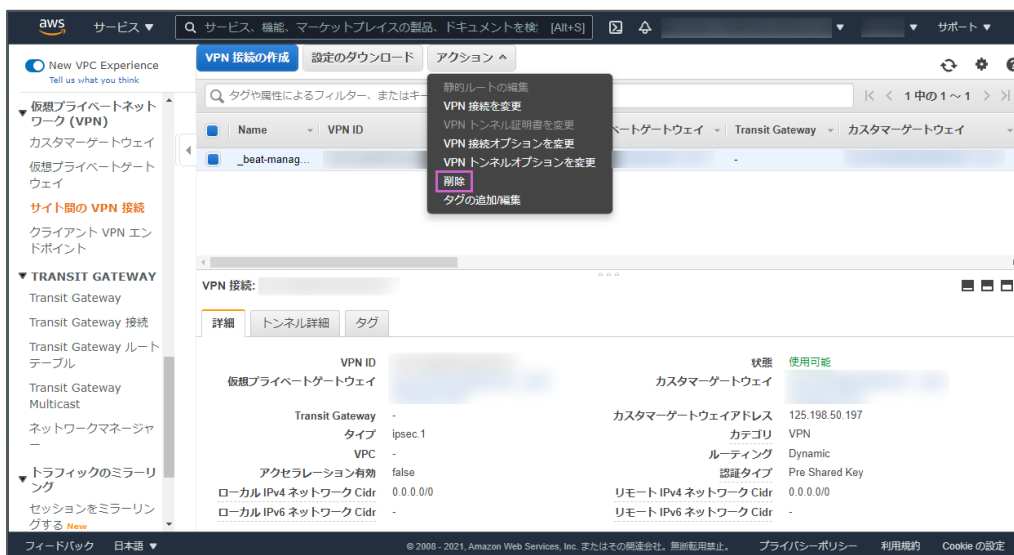 aws サービス ▼ サービス、機能、マーケットプレイスの製品、ドキュメントを検 [Alt+S] サポート ▼
New VPC Experience
Tell us what you think
仮想プライベートネット
ワーク (VPN)
カスタマーゲートウェイ
仮想プライベートゲート
ウェイ
サイト間の VPN 接続
クライアント VPN エン
ドポイント
TRANSIT GATEWAY
Transit Gateway
Transit Gateway 接続
Transit Gateway ルート
テーブル
Transit Gateway
Multicast
ネットワークマネージャ
ー
トラフィックのミラーリ
ング
セッションをミラーリン
グする New
VPN 接続の作成 設定のダウンロード アクション
タグや属性によるフィルター、またはキー 1 中の 1 ~ 1
静的ルートの編集
VPN 接続を変更
VPN トンネル証明書を変更
VPN 接続オプションを変更
VPN トンネルオプションを変更
削除
タグの追加/編集
Name VPN ID ートゲートウェイ Transit Gateway カスタマーゲートウェイ
_beat-manag... -
VPN 接続:
詳細 トンネル詳細 タグ
VPN ID 状態 使用可能
仮想プライベートゲートウェイ カスタマーゲートウェイ
Transit Gateway - カスタマーゲートウェイアドレス 125.198.50.197
タイプ ipsec.1 カテゴリ VPN
VPC - ルーティング Dynamic
アクセラレーション有効 false 認証タイプ Pre Shared Key
ローカル IPv4 ネットワーク Cidr 0.0.0.0/0 リモート IPv4 ネットワーク Cidr 0.0.0.0/0
ローカル IPv6 ネットワーク Cidr - リモート IPv6 ネットワーク Cidr -
フィードバック 日本語 ▼ © 2008 - 2021, Amazon Web Services, Inc. またはその関連会社。無断転用禁止。 プライバシーポリシー 利用規約 Cookie の設定